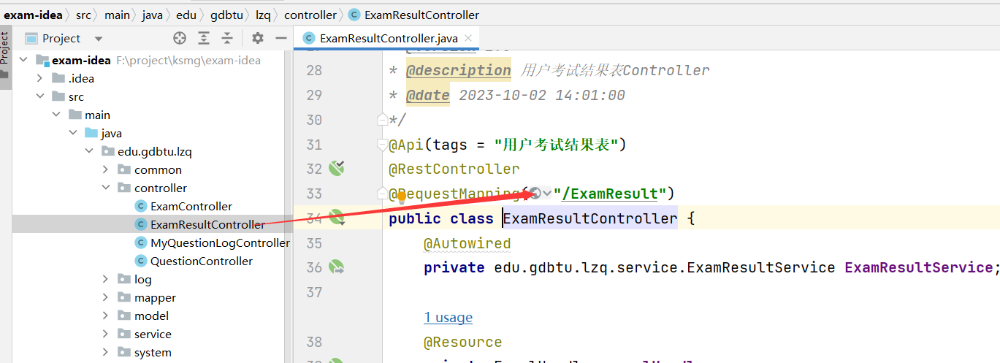 exam-idea 〉 src 〉 main 〉 java 〉 edu 〉 gdbtu 〉 lzq 〉 controller 〉 ExamResultController
Project
Project
ExamResultController.java
exam-idea F:\project\ksmg\exam-idea
.idea
src
main
java
edu.gdbtu.lzq
common
controller
ExamController
ExamResultController
MyQuestionLogController
QuestionController
log
mapper
model
service
system
28 * @description 用户考试结果表Controller
29 * @date 2023-10-02 14:01:00
30 */
31 @Api(tags = "用户考试结果表")
32 @RestController
33 @RequestMapping("/ExamResult")
34 public class ExamResultController {
35 @Autowired
36 private edu.gdbtu.lzq.service.ExamResultService ExamResultService;
37
1 usage
38 @Resource